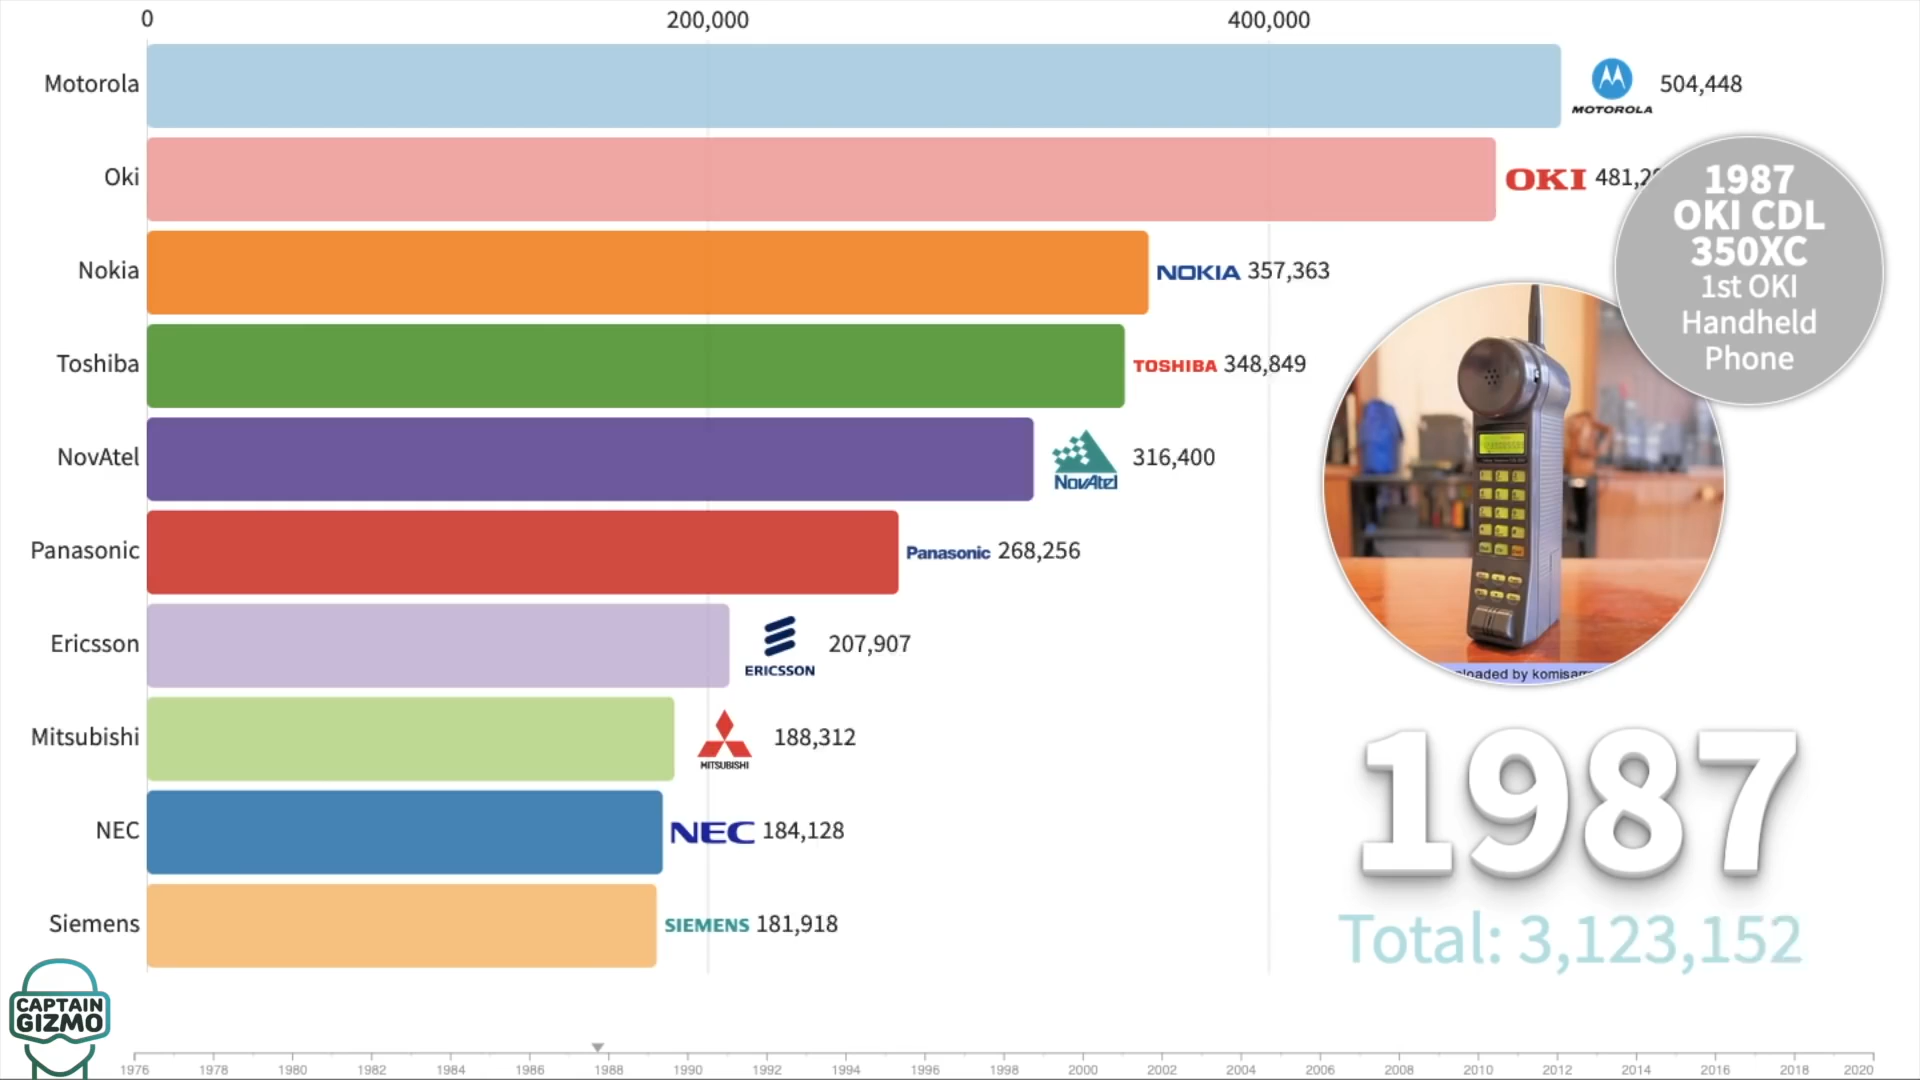 0 200,000 400,000
Motorola MOTOROLA 504,448
Oki OKI
1987
OKI CDL
350XC
1st OKI
Handheld
Phone
Nokia NOKIA 357,363
Toshiba TOSHIBA 348,849
NovAtel NovAtel 316,400
Panasonic Panasonic 268,256
Ericsson ERICSSON 207,907
by
Mitsubishi MITSUBISHI 188,312
NEC NEC 184,128
Siemens SIEMENS 181,918
1987
Total: 3,123,152
CAPTAIN
GIZMO
1976 1978 1980 1982 1984 1986 1988 1990 1992 1994 1996 1998 2000 2002 2004 2006 2008 2010 2012 2014 2016 2018 2020